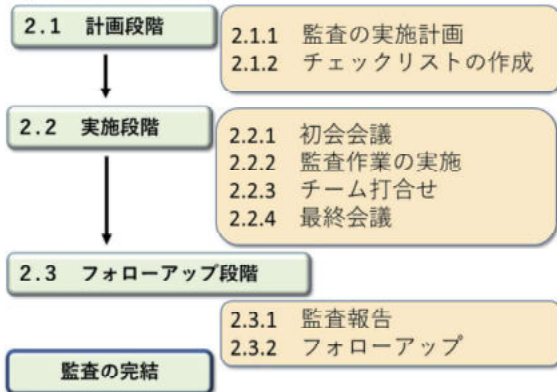 2.1 計画段階
2.1.1 監査の実施計画
2.1.2 チェックリストの作成
2.2 実施段階
2.2.1 初会会議
2.2.2 監査作業の実施
2.2.3 チーム打合せ
2.2.4 最終会議
2.3 フォローアップ段階
2.3.1 監査報告
2.3.2 フォローアップ
監査の完結